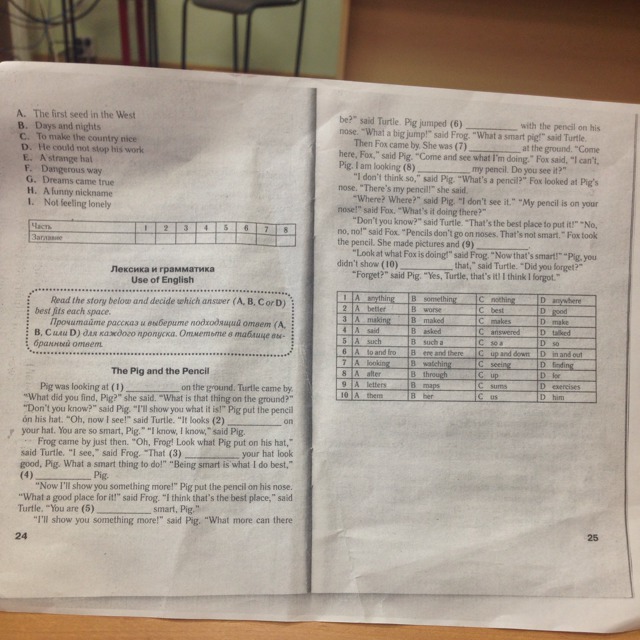 A. The first seed in the West
B. Days and nights
C. To make the country nice
D. He could not stop his work
E. A strange hat
F. Dangerous way
G. Dreams came true
H. A funny nickname
I. Not feeling lonely
Часть 1 2 3 4 5 6 7 8
Заглавие
Лексика и грамматика
Use of English
Read the story below and decide which answer (A, B, C or D)
best fits each space.
Прочитайте рассказ и выберите подходящий ответ (A,
B, C или D) для каждого пропуска. Отметьте в таблице вы-
бранный ответ.
The Pig and the Pencil
Pig was looking at (1) __________ on the ground. Turtle came by.
"What did you find, Pig?" she said. "What is that thing on the ground?"
"Don't you know?" said Pig. "I'll show you what it is!" Pig put the pencil
on his hat. "Oh, now I see!" said Turtle. "It looks (2) __________ on
your hat. You are so smart, Pig." "I know, I know," said Pig.
Frog came by just then. "Oh, Frog! Look what Pig put on his hat,"
said Turtle. "I see," said Frog. "That (3) __________ your hat look
good, Pig. What a smart thing to do!" "Being smart is what I do best,"
(4) __________ Pig.
"Now I'll show you something more!" Pig put the pencil on his nose.
"What a good place for it!" said Frog. "I think that's the best place," said
Turtle. "You are (5) __________ smart, Pig."
"I'll show you something more!" said Pig. "What more can there
24
be?" said Turtle. Pig jumped (6) __________ with the pencil on his
nose. "What a big jump!" said Frog. "What a smart pig!" said Turtle.
Then Fox came by. She was (7) __________ at the ground. "Come
here, Fox," said Pig. "Come and see what I'm doing." Fox said, "I can't,
Pig. I am looking (8) __________ my pencil. Do you see it?"
"I don't think so," said Pig. "What's a pencil?" Fox looked at Pig's
nose. "There's my pencil!" she said.
"Where? Where?" said Pig. "I don't see it." "My pencil is on your
nose!" said Fox. "What's it doing there?"
"Don't you know?" said Turtle. "That's the best place to put it!" "No,
no, no!" said Fox. "Pencils don't go on noses. That's not smart." Fox took
the pencil. She made pictures and (9) __________
"Look at what Fox is doing!" said Frog. "Now that's smart!" "Pig, you
didn't show (10) __________ that," said Turtle. "Did you forget?"
"Forget?" said Pig. "Yes, Turtle, that's it! I think I forgot."
1 A anything B something C nothing D anywhere
2 A better B worse C best D good
3 A making B maked C makes D make
4 A said B asked C answered D talked
5 A such B such a C so a D so
6 A to and fro B ere and there C up and down D in and out
7 A looking B watching C seeing D finding
8 A after B through C up D for
9 A letters B maps C sums D exercises
10 A them B her C us D him
25